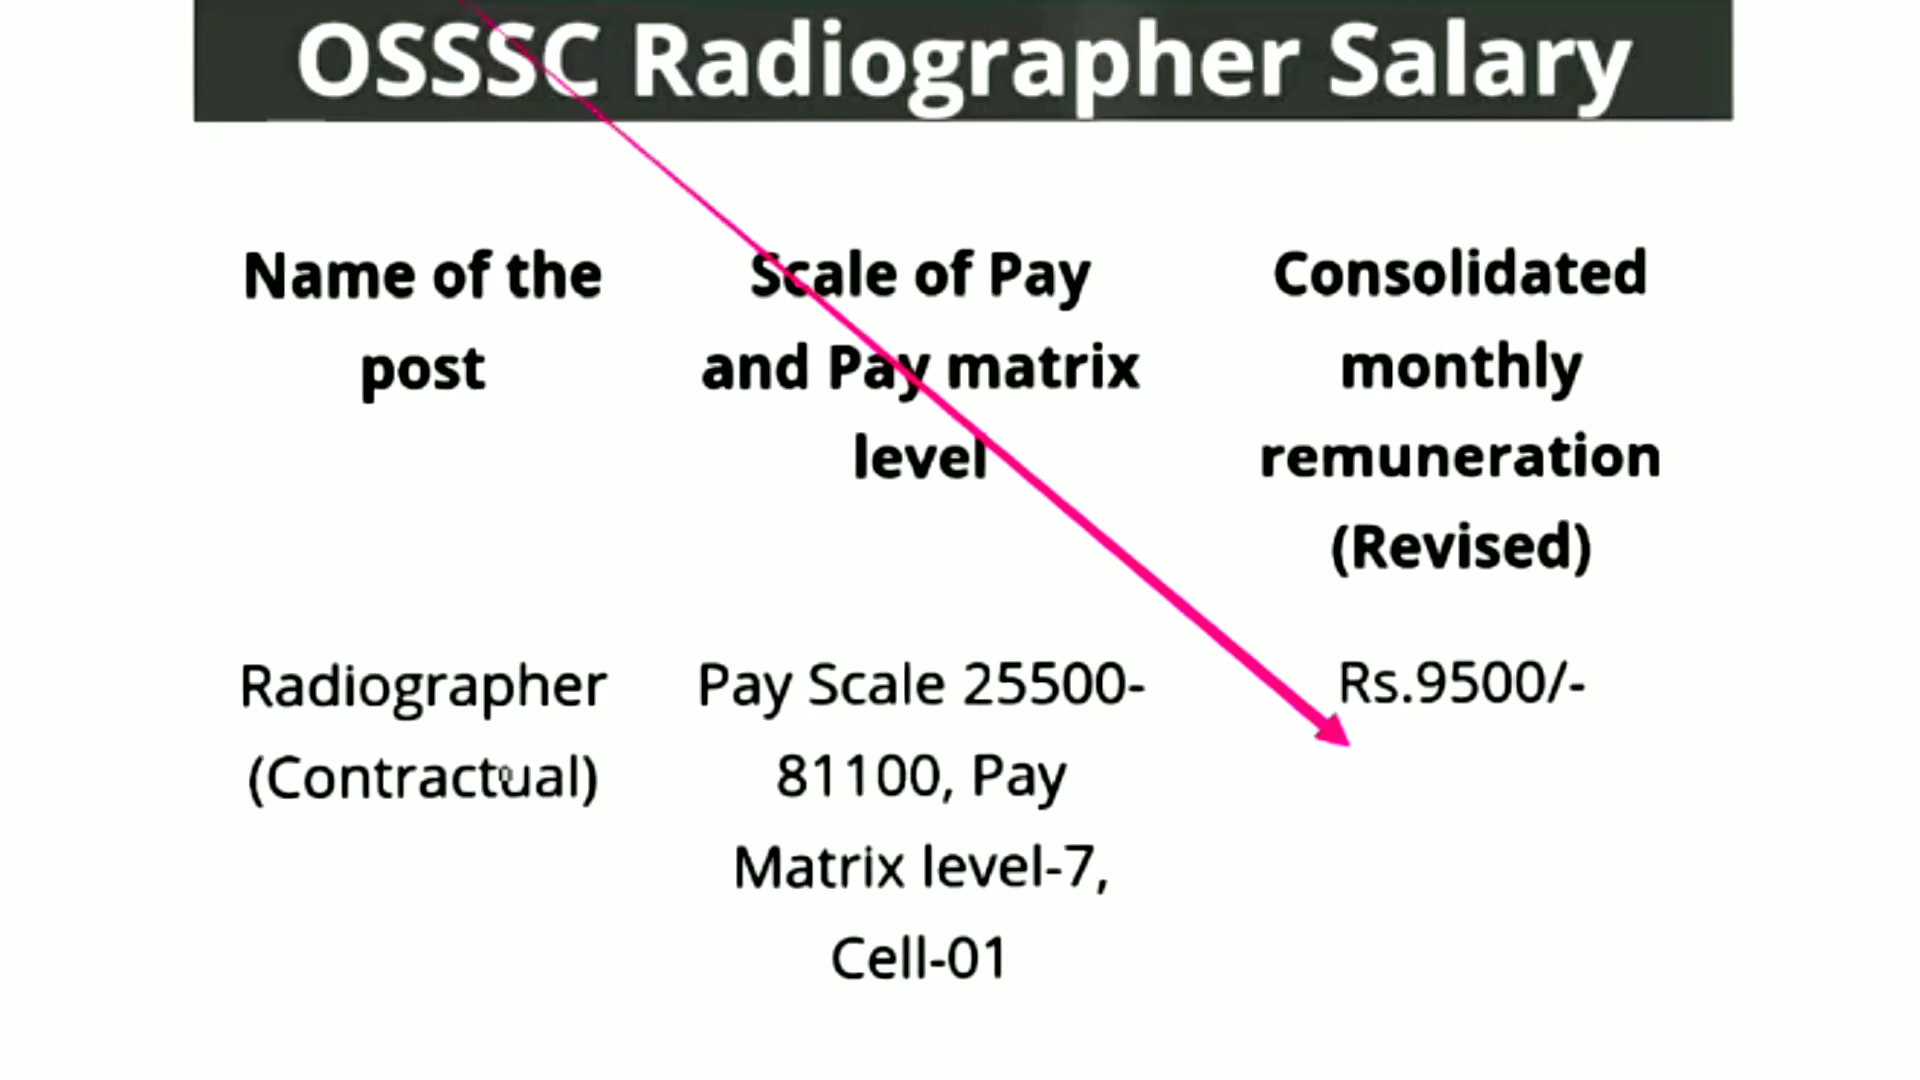 OSSSC Radiographer Salary
Name of the
post
Scale of Pay
and Pay matrix
level
Consolidated
monthly
remuneration
(Revised)
Radiographer
(Contractual)
Pay Scale 25500-
81100, Pay
Matrix level-7,
Cell-01
Rs.9500/-